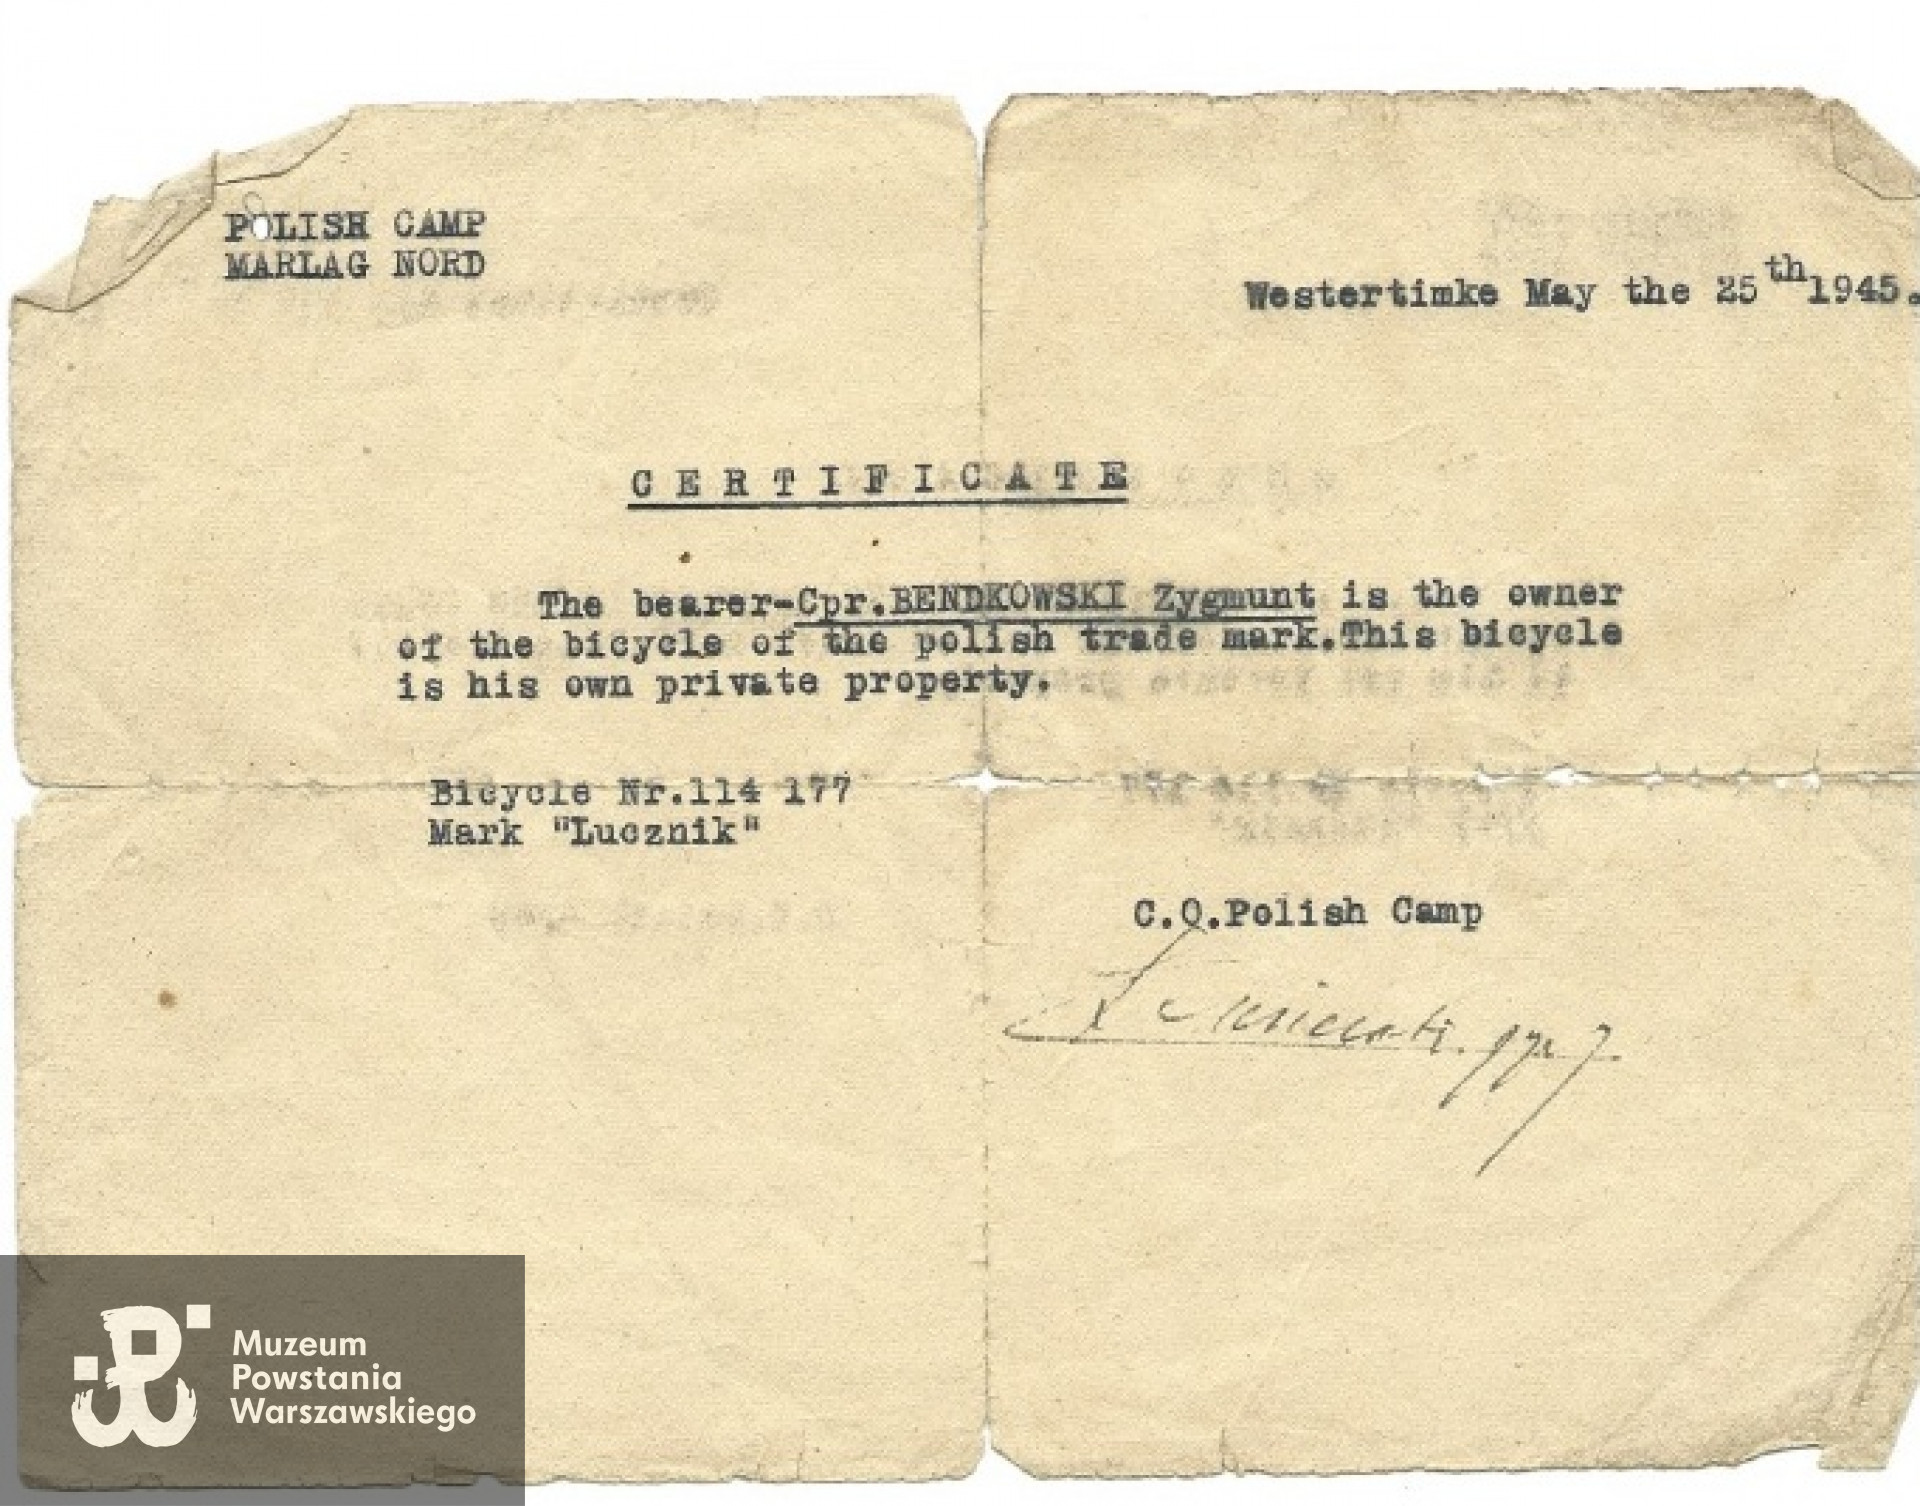 POLISH CAMP
MARLAG NORD
Westertimke May the 25th 1945.
CERTIFICATE
The bearer-Cpr.BENDKOWSKI Zygmunt is the owner
of the bicycle of the polish trade mark.This bicycle
is his own private property.
Bicycle Nr.114 177
Mark "Lucznik"
C.O.Polish Camp
Muzeum
Powstania
Warszawskiego